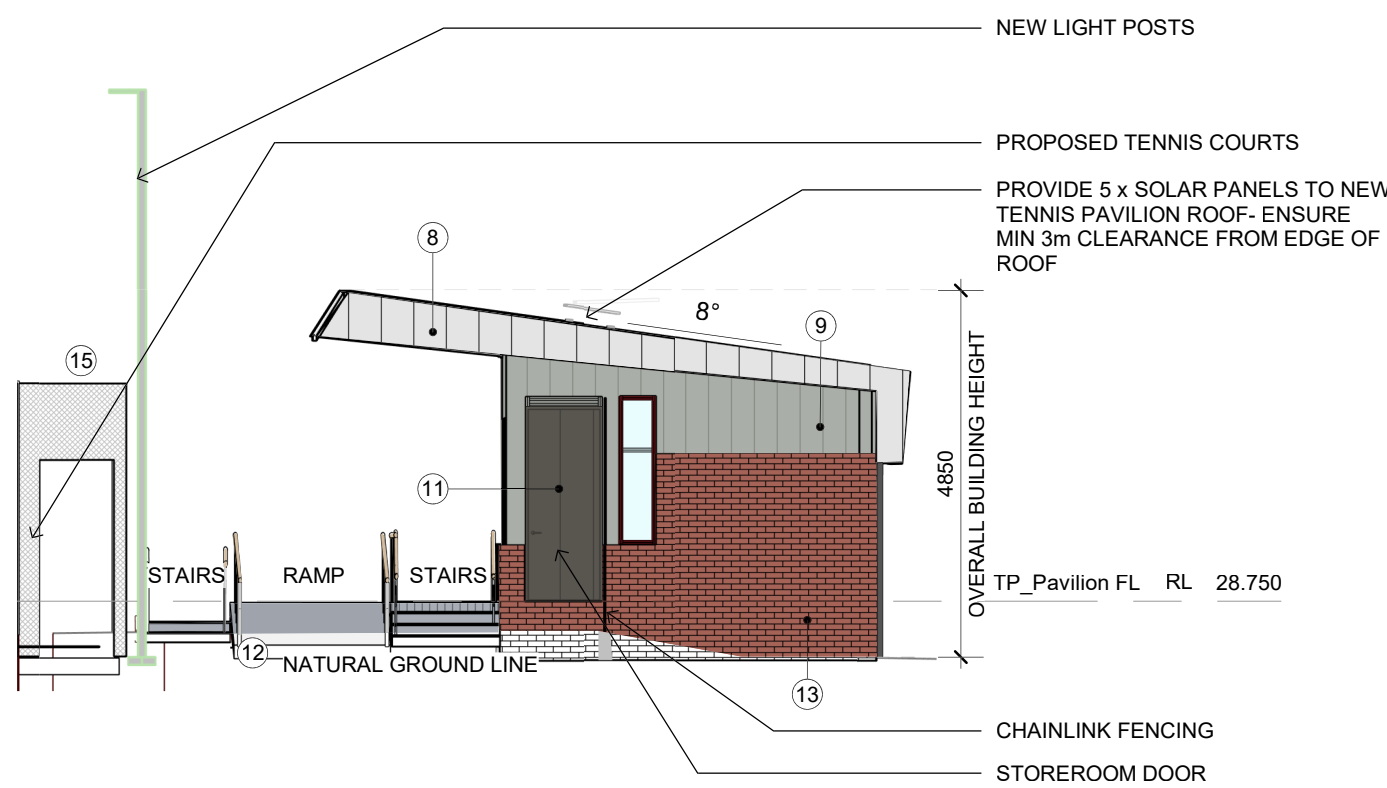 NEW LIGHT POSTS
PROPOSED TENNIS COURTS
PROVIDE 5 x SOLAR PANELS TO NEW
TENNIS PAVILION ROOF- ENSURE
MIN 3m CLEARANCE FROM EDGE OF
ROOF
8
8°
9
15
11
4850
OVERALL BUILDING HEIGHT
STAIRS
RAMP
STAIRS
TP_Pavilion FL RL 28.750
12
NATURAL GROUND LINE
13
CHAINLINK FENCING
STOREROOM DOOR